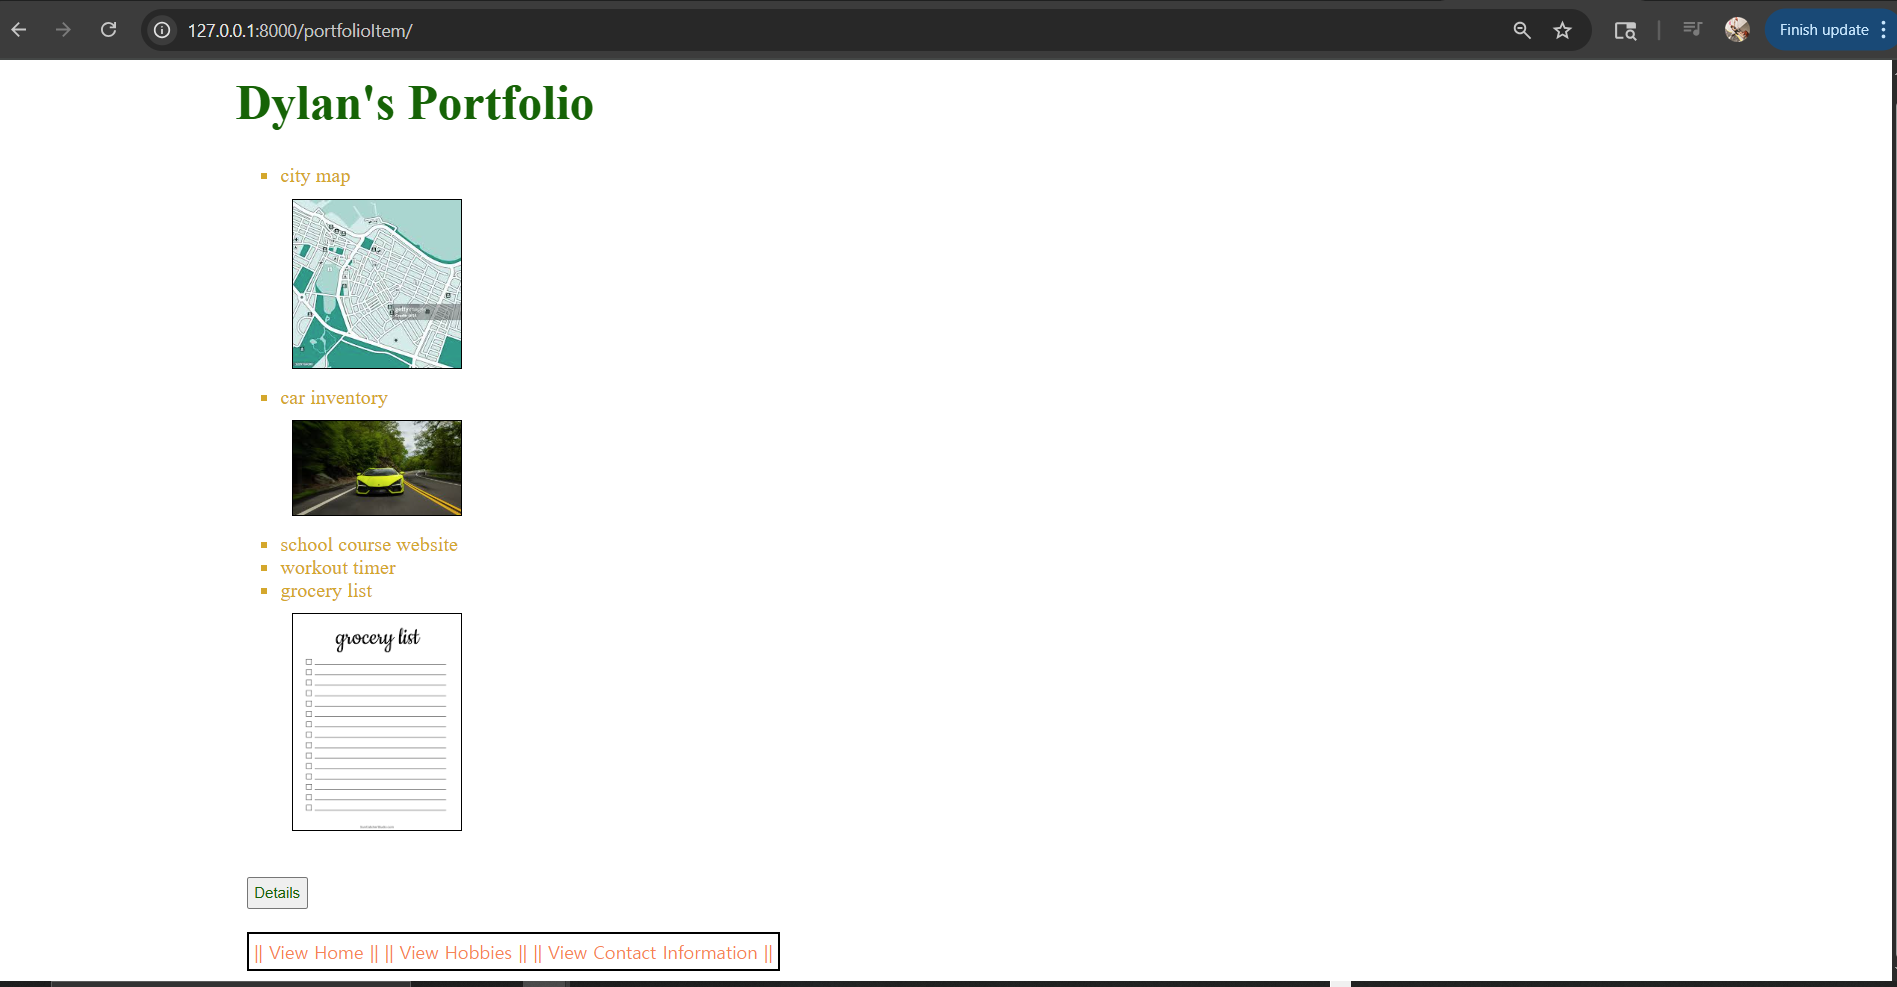 127.0.0.1:8000/portfolioItem/
Finish update
Dylan's Portfolio
city map
gettyimages
car inventory
school course website
workout timer
grocery list
grocery list
Details
|| View Home || || View Hobbies || || View Contact Information ||